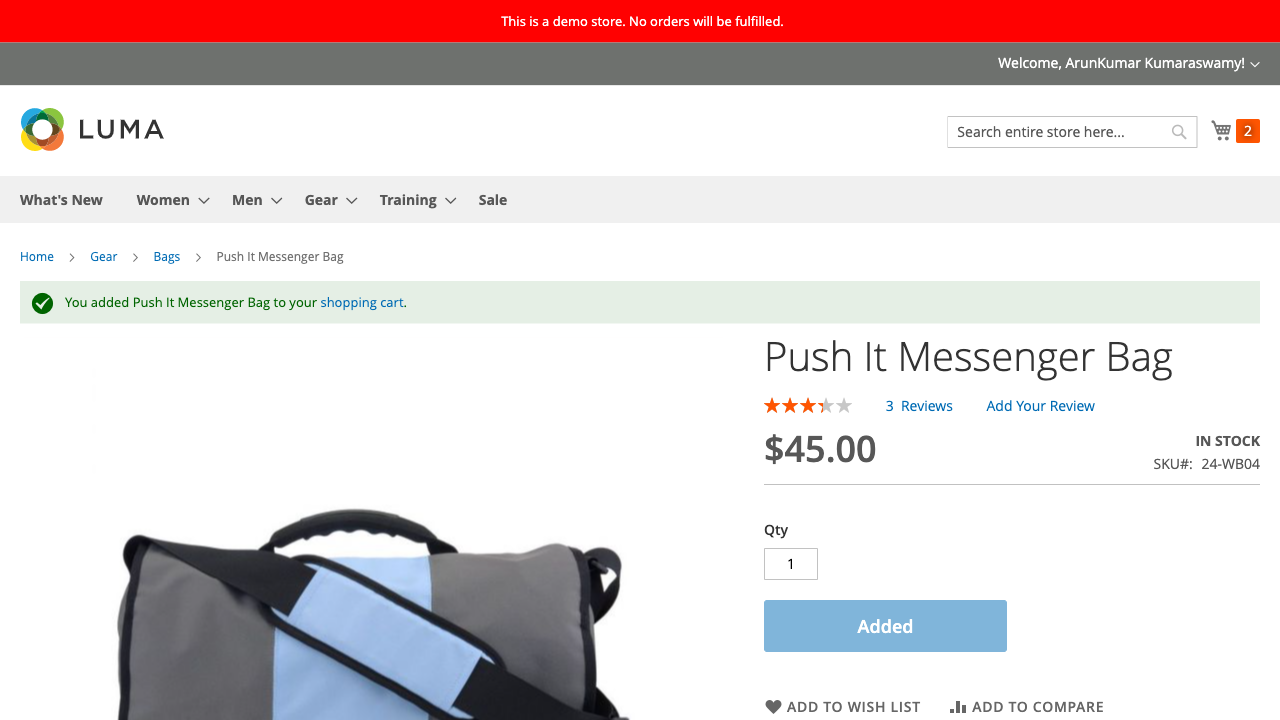 This is a demo store. No orders will be fulfilled.
Welcome, ArunKumar Kumaraswamy!
LUMA
Search entire store here...
2
What's New Women Men Gear Training Sale
Home Gear Bags Push It Messenger Bag
You added Push It Messenger Bag to your shopping cart.
Push It Messenger Bag
3 Reviews Add Your Review
$45.00
IN STOCK
SKU#: 24-WB04
Qty
1
Added
ADD TO WISH LIST ADD TO COMPARE